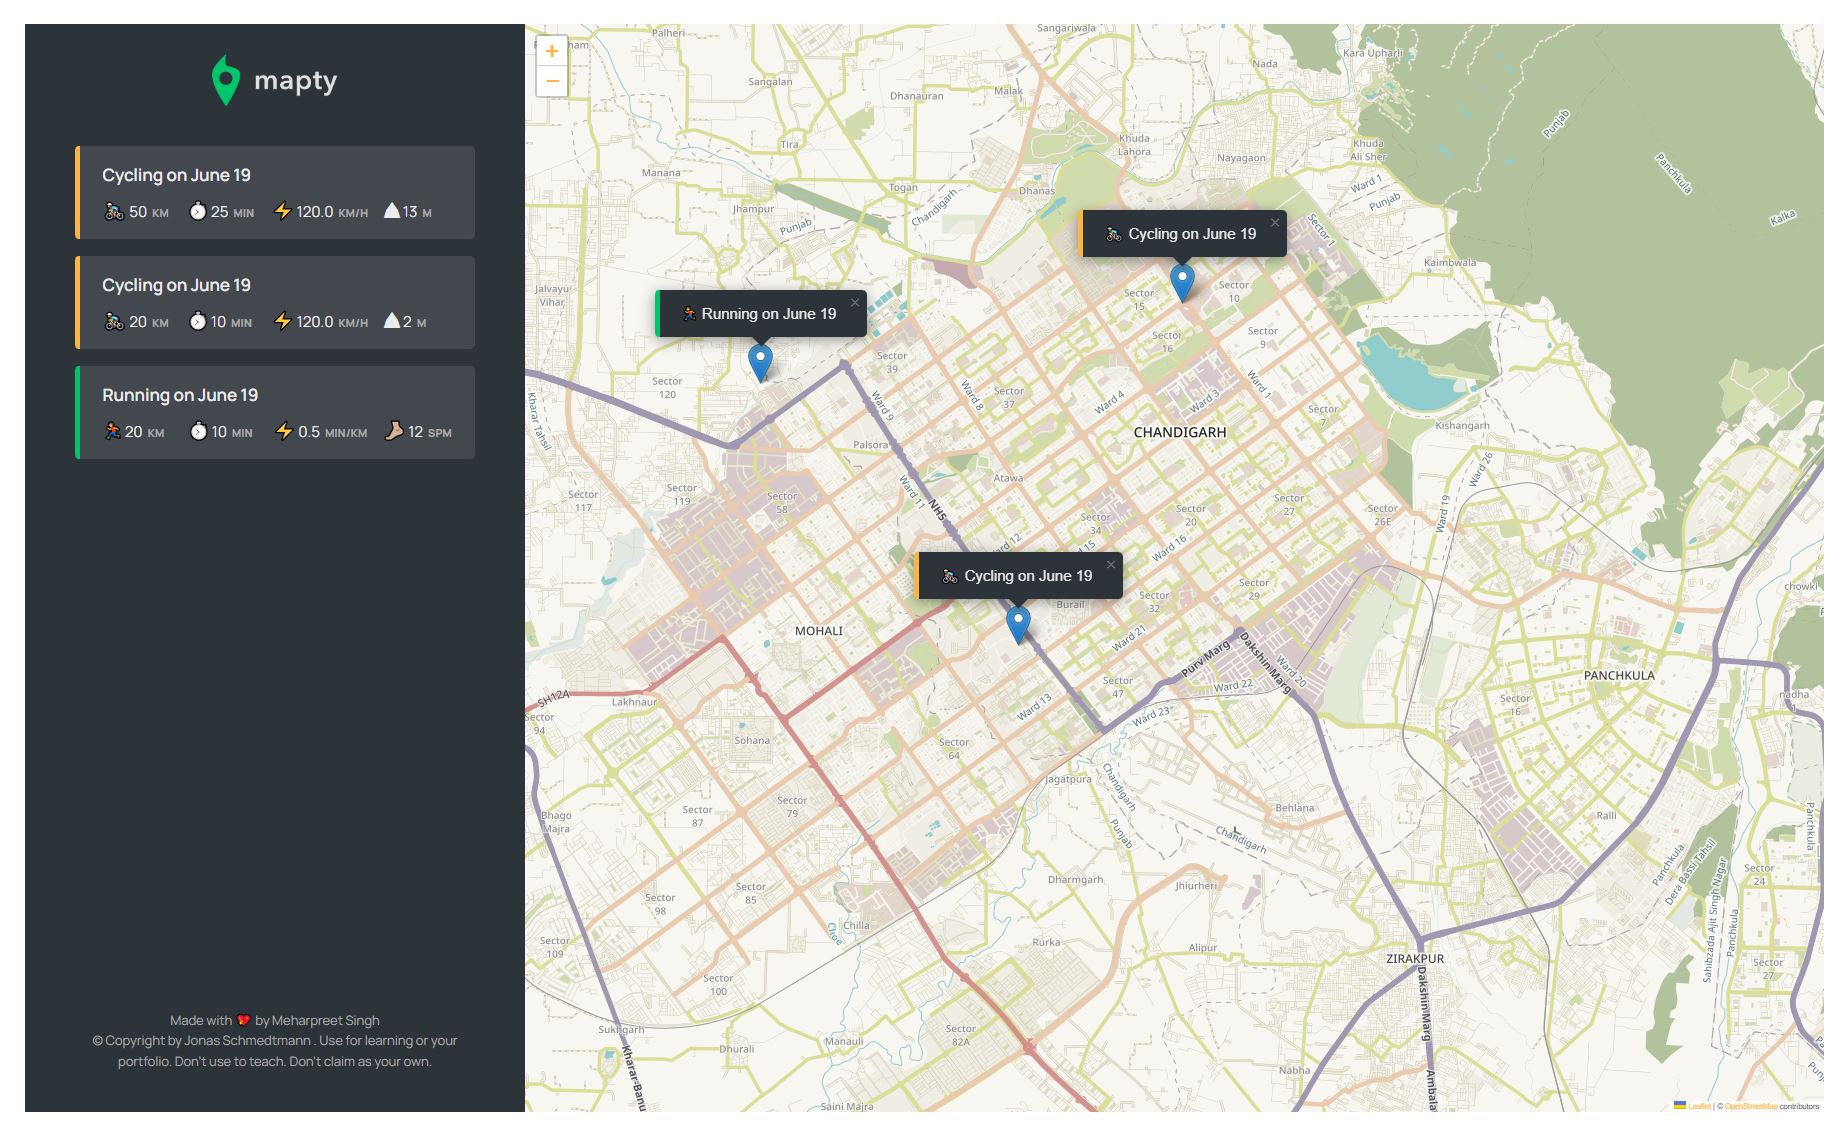 mapty
Cycling on June 19
50 KM 25 MIN 120.0 KM/H 13 M
Cycling on June 19
20 KM 10 MIN 120.0 KM/H 2 M
Running on June 19
20 KM 10 MIN 0.5 MIN/KM 12 SPM
Made with ❤️ by Meharpreet Singh
© Copyright by Jonas Schmedtmann . Use for learning or your
portfolio. Don't use to teach. Don't claim as your own.
+
−
Palheri
Sangariwala
Sangalan
Nada
Kara Upharli
Dhanauran
Malak
Punjab
Tira
Khuda
Lahora
Nayagaon
Khuda
Ali Sher
Panchkula
Manana
Togan
Dhanas
Ward 1
Punjab
Jhampur
Chandigarh
Punjab
Sector 1
Kalka
Cycling on June 19
×
Kaimbwala
Jalvayu
Vihar
Sector
15
Sector
10
Running on June 19
×
Sector
39
Sector
16
Sector
9
Sector
120
Ward 8
Sector
37
Ward 4
Ward 3
Ward 1
Kharar Tahsil
Ward 9
Sector
7
CHANDIGARH
Kishangarh
Palsora
Ward 26
Atawa
Sector
117
Sector
119
Sector
58
Ward 11
NH5
Sector
34
Sector
20
Sector
27
Sector
26E
Ward 19
Ward 16
Cycling on June 19
×
Burail
Sector
32
Sector
29
chowki
MOHALI
Ward 21
Purv Marg
Dakshin Marg
Ward 20
PANCHKULA
SH12A
Sector
94
Lakhnaur
Sector
47
Ward 22
Ward 13
Ward 23
Sector
16
nadha
Sohana
Sector
64
Jagatpura
Chandigarh
Punjab
Bhago
Majra
Sector
87
Sector
79
Behlana
Chandigarh
Ralli
Panchkula
Panchkula
Dera Bassi Tahsil
Sahibzada Ajit Singh Nagar
Panchkula
Sector
98
Sector
85
Dharmgarh
Jhiurheri
Sector
24
Chilla
Choe
Sector
109
Rurka
Alipur
ZIRAKPUR
Sector
27
Sector
100
Dakshin Marg
Sukhgarh
Kharar-Banu
Dhurali
Manauli
Sector
82A
Nabha
Ambala
Saini Majra
Leaflet | © OpenStreetMap contributors